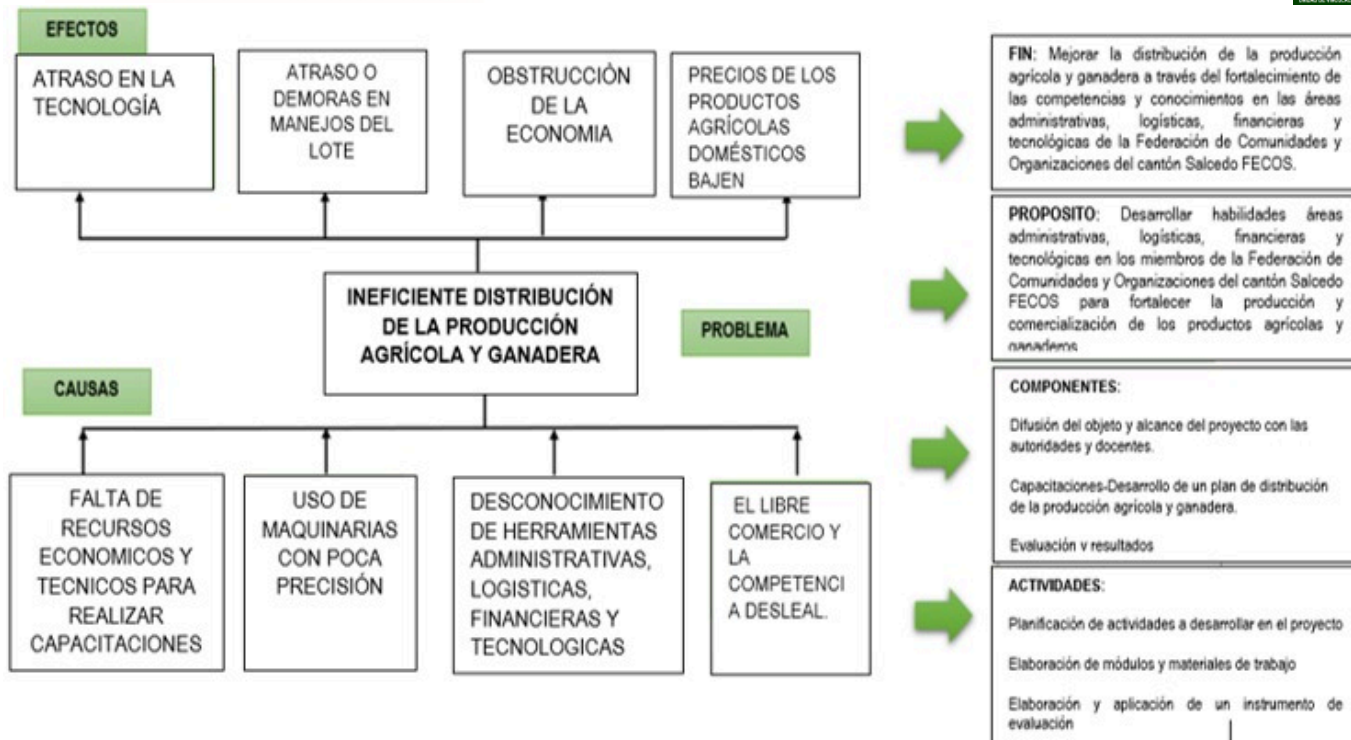 EFECTOS
ATRASO EN LA
TECNOLOGÍA
ATRASO O
DEMORAS EN
MANEJOS DEL
LOTE
OBSTRUCCIÒN
DE LA
ECONOMIA
PRECIOS DE LOS
PRODUCTOS
AGRÍCOLAS
DOMÉSTICOS
BAJEN
INEFICIENTE DISTRIBUCIÓN
DE LA PRODUCCIÓN
AGRÍCOLA Y GANADERA
PROBLEMA
CAUSAS
FALTA DE
RECURSOS
ECONOMICOS Y
TECNICOS PARA
REALIZAR
CAPACITACIONES
USO DE
MAQUINARIAS
CON POCA
PRECISIÓN
DESCONOCIMIENTO
DE HERRAMIENTAS
ADMINISTRATIVAS,
LOGISTICAS,
FINANCIERAS Y
TECNOLOGICAS
EL LIBRE
COMERCIO Y
LA
COMPETENCI
A DESLEAL.
FIN: Mejorar la distribución de la producción
agrícola y ganadera a través del fortalecimiento de
las competencias y conocimientos en las áreas
administrativas, logísticas, financieras y
tecnológicas de la Federación de Comunidades y
Organizaciones del cantón Salcedo FECOS.
PROPOSITO: Desarrollar habilidades áreas
administrativas, logísticas, financieras y
tecnológicas en los miembros de la Federación de
Comunidades y Organizaciones del cantón Salcedo
FECOS para fortalecer la producción y
comercialización de los productos agrícolas y
ganaderos
COMPONENTES:
Difusión del objeto y alcance del proyecto con las
autoridades y docentes.
Capacitaciones-Desarrollo de un plan de distribución
de la producción agrícola y ganadera.
Evaluación y resultados
ACTIVIDADES:
Planificación de actividades a desarrollar en el proyecto
Elaboración de módulos y materiales de trabajo
Elaboración y aplicación de un instrumento de
evaluación